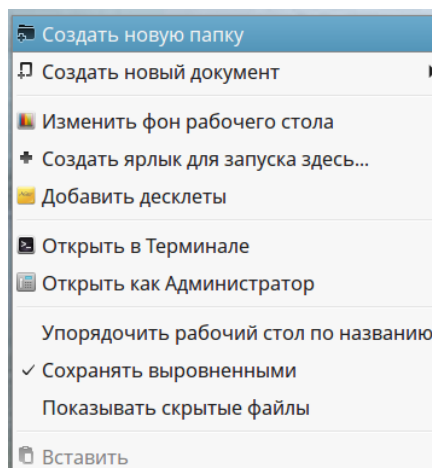 Создать новую папку
Создать новый документ
Изменить фон рабочего стола
Создать ярлык для запуска здесь...
Добавить десклеты
Открыть в Терминале
Открыть как Администратор
Упорядочить рабочий стол по названию
Сохранять выровненными
Показывать скрытые файлы
Вставить